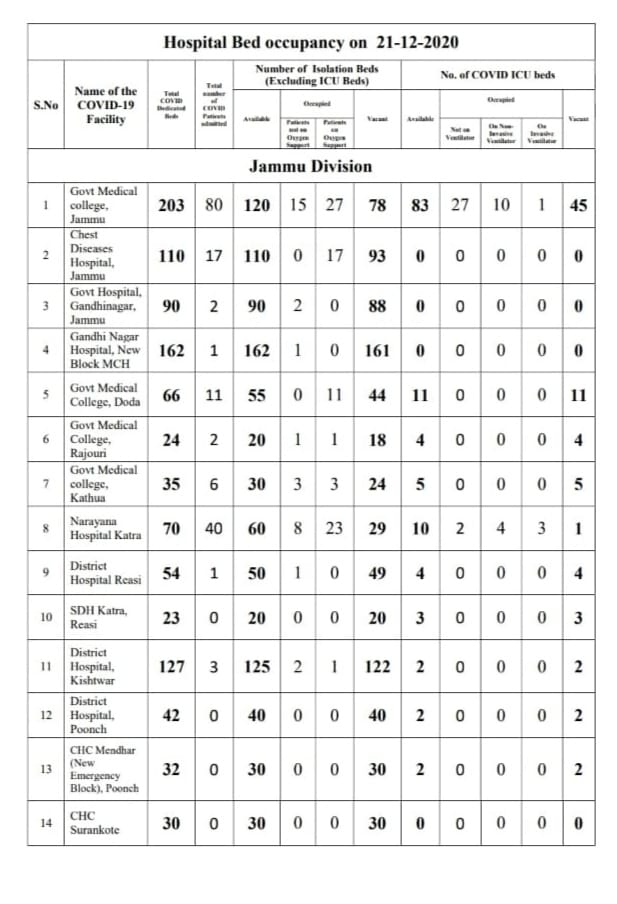 Hospital Bed occupancy on 21-12-2020
S.No
Name of the
COVID-19
Facility
Total
COVID
Dedicated
Beds
Total
number
of
COVID
Patients
admitted
Number of Isolation Beds
(Excluding ICU Beds)
Available
Occupied
Patients
not on
Oxygen
Support
Patients
on
Oxygen
Support
Vacant
No. of COVID ICU beds
Available
Occupied
Not on
Ventilator
On Non-
Invasive
Ventilator
On
Invasive
Ventilator
Vacant
Jammu Division
1 Govt Medical
college,
Jammu 203 80 120 15 27 78 83 27 10 1 45
2 Chest
Diseases
Hospital,
Jammu 110 17 110 0 17 93 0 0 0 0 0
3 Govt Hospital,
Gandhinagar,
Jammu 90 2 90 2 0 88 0 0 0 0 0
4 Gandhi Nagar
Hospital, New
Block MCH 162 1 162 1 0 161 0 0 0 0 0
5 Govt Medical
College, Doda 66 11 55 0 11 44 11 0 0 0 11
6 Govt Medical
College,
Rajouri 24 2 20 1 1 18 4 0 0 0 4
7 Govt Medical
college,
Kathua 35 6 30 3 3 24 5 0 0 0 5
8 Narayana
Hospital Katra 70 40 60 8 23 29 10 2 4 3 1
9 District
Hospital Reasi 54 1 50 1 0 49 4 0 0 0 4
10 SDH Katra,
Reasi 23 0 20 0 0 20 3 0 0 0 3
11 District
Hospital,
Kishtwar 127 3 125 2 1 122 2 0 0 0 2
12 District
Hospital,
Poonch 42 0 40 0 0 40 2 0 0 0 2
13 CHC Mendhar
(New
Emergency
Block), Poonch 32 0 30 0 0 30 2 0 0 0 2
14 CHC
Surankote 30 0 30 0 0 30 0 0 0 0 0